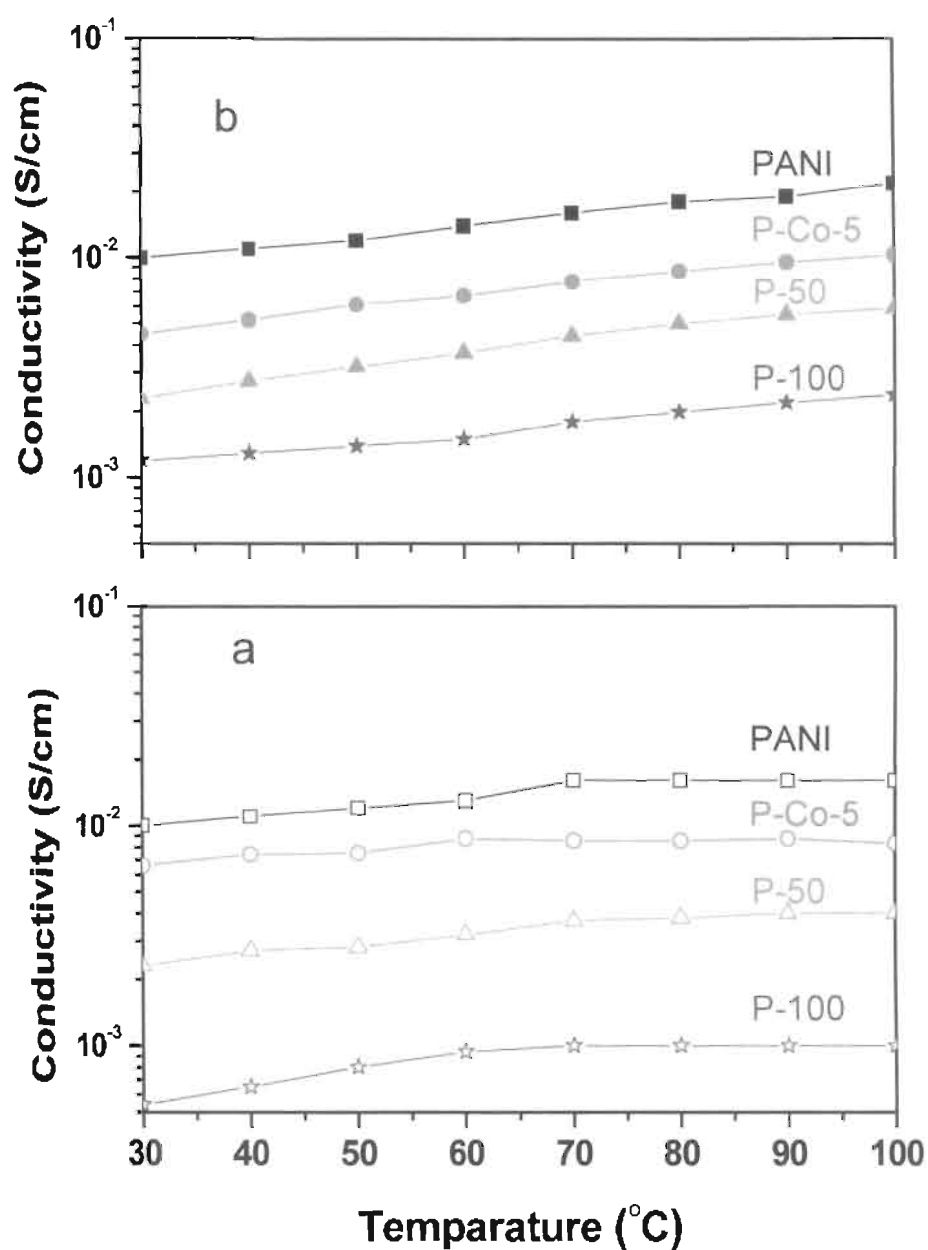 10⁻¹
b
PANI
P-Co-5
10⁻²
P-50
P-100
10⁻³
Conductivity (S/cm)
10⁻¹
a
PANI
P-Co-5
10⁻²
P-50
P-100
10⁻³
Conductivity (S/cm)
30 40 50 60 70 80 90 100
Temparature (°C)